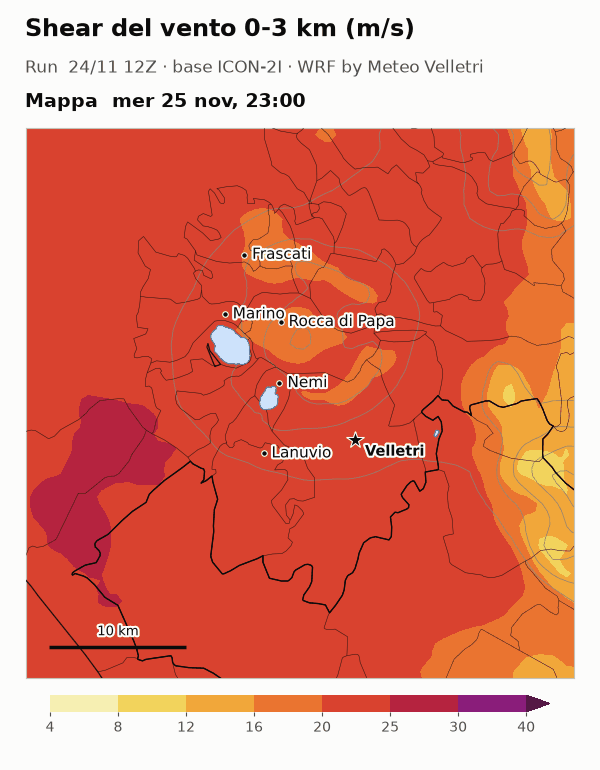 Shear del vento 0-3 km (m/s)
Run  24/11 12Z · base ICON-2I · WRF by Meteo Velletri
Mappa  mer 25 nov, 23:00
Frascati
Marino
Rocca di Papa
Nemi
Velletri
Lanuvio
10 km
4 8 12 16 20 25 30 40